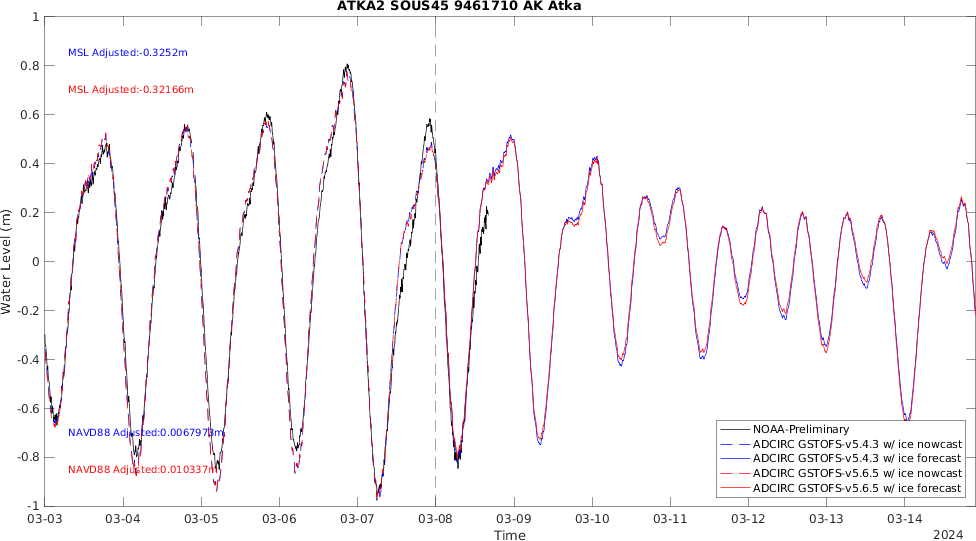 ATKA2 SOUS45 9461710 AK Atka
MSL Adjusted:-0.3252m
MSL Adjusted:-0.32166m
NAVD88 Adjusted:0.0067973m
NAVD88 Adjusted:0.010337m
Water Level (m)
1
0.8
0.6
0.4
0.2
0
-0.2
-0.4
-0.6
-0.8
-1
NOAA-Preliminary
ADCIRC GSTOFS-v5.4.3 w/ ice nowcast
ADCIRC GSTOFS-v5.4.3 w/ ice forecast
ADCIRC GSTOFS-v5.6.5 w/ ice nowcast
ADCIRC GSTOFS-v5.6.5 w/ ice forecast
03-03 03-04 03-05 03-06 03-07 03-08 03-09 03-10 03-11 03-12 03-13 03-14
Time
2024